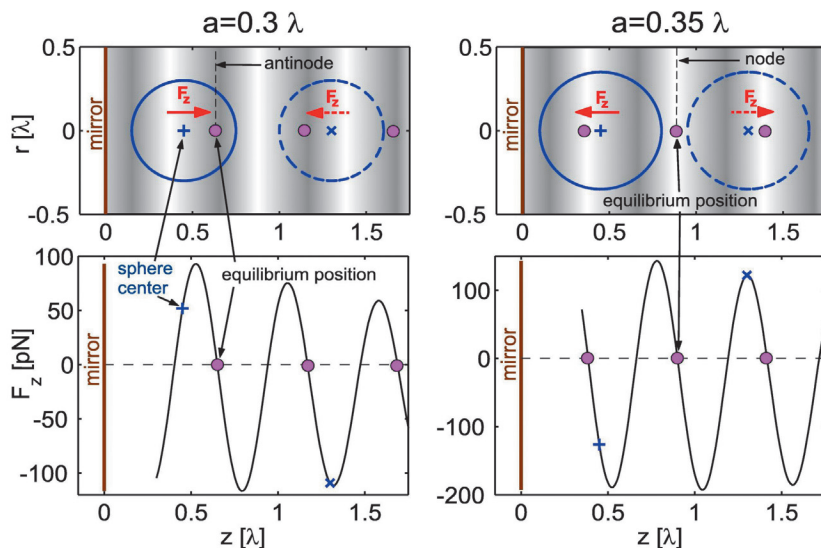 a=0.3 λ
a=0.35 λ
0.5
0
-0.5
r [λ]
mirror
antinode
F_z
F_z
0
0.5
1
1.5
0.5
0
-0.5
mirror
node
F_z
F_z
equilibrium position
0
0.5
1
1.5
100
50
0
-50
-100
F_z [pN]
mirror
sphere
center
equilibrium position
0
0.5
1
1.5
z [λ]
100
0
-100
-200
mirror
0
0.5
1
1.5
z [λ]